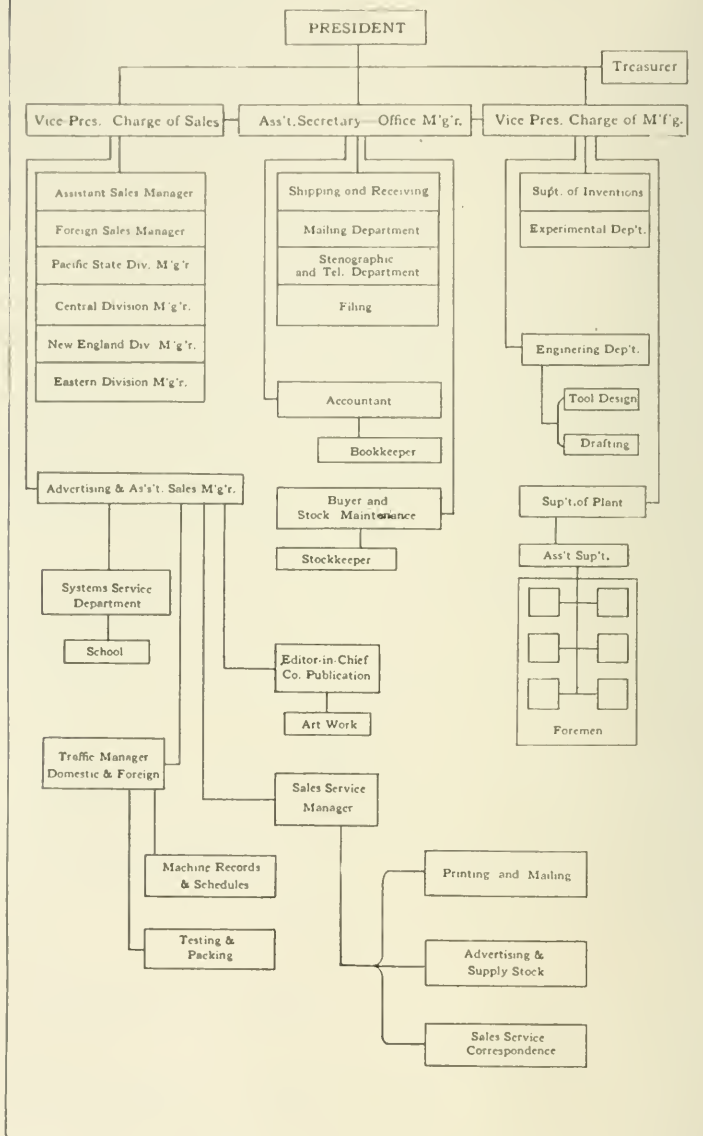 PRESIDENT
Treasurer
Vice Pres. Charge of Sales
Ass't. Secretary Office M'g'r.
Vice Pres. Charge of M'f'g.
Assistant Sales Manager
Foreign Sales Manager
Pacific State Div. M'g'r
Central Division M'g'r.
New England Div M'g'r.
Eastern Division M'g'r.
Shipping and Receiving
Mailing Department
Stenographic
and Tel. Department
Filing
Supt. of Inventions
Experimental Dep't.
Enginering Dep't.
Tool Design
Drafting
Accountant
Bookkeeper
Advertising & As's't. Sales M'g'r.
Buyer and
Stock Maintenance
Stockkeeper
Sup't. of Plant
Ass't Sup't.
Foremen
Systems Service
Department
School
Editor-in-Chief
Co. Publication
Art Work
Traffic Manager
Domestic & Foreign
Sales Service
Manager
Machine Records
& Schedules
Testing &
Packing
Printing and Mailing
Advertising &
Supply Stock
Sales Service
Correspondence